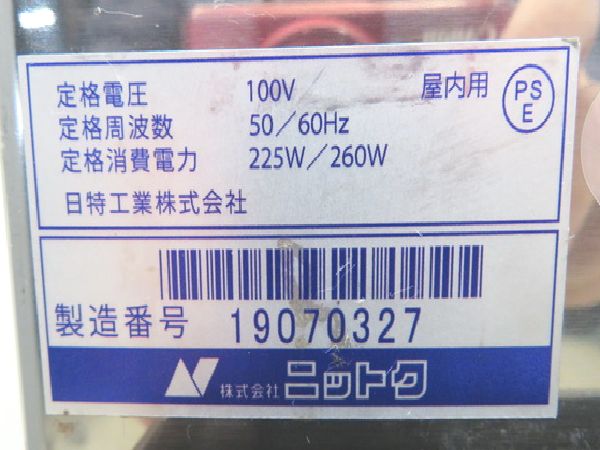 定格電圧 100V 屋内用
PS
E
定格周波数 50/60Hz
定格消費電力 225W/260W
日特工業株式会社
製造番号 19070327
株式会社 ニットク